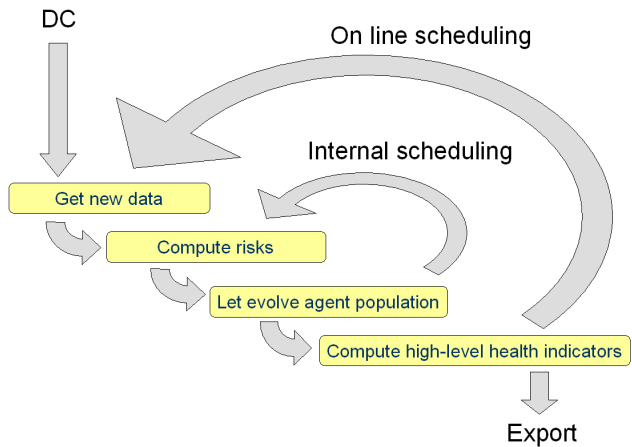 DC
On line scheduling
Internal scheduling
Get new data
Compute risks
Let evolve agent population
Compute high-level health indicators
Export